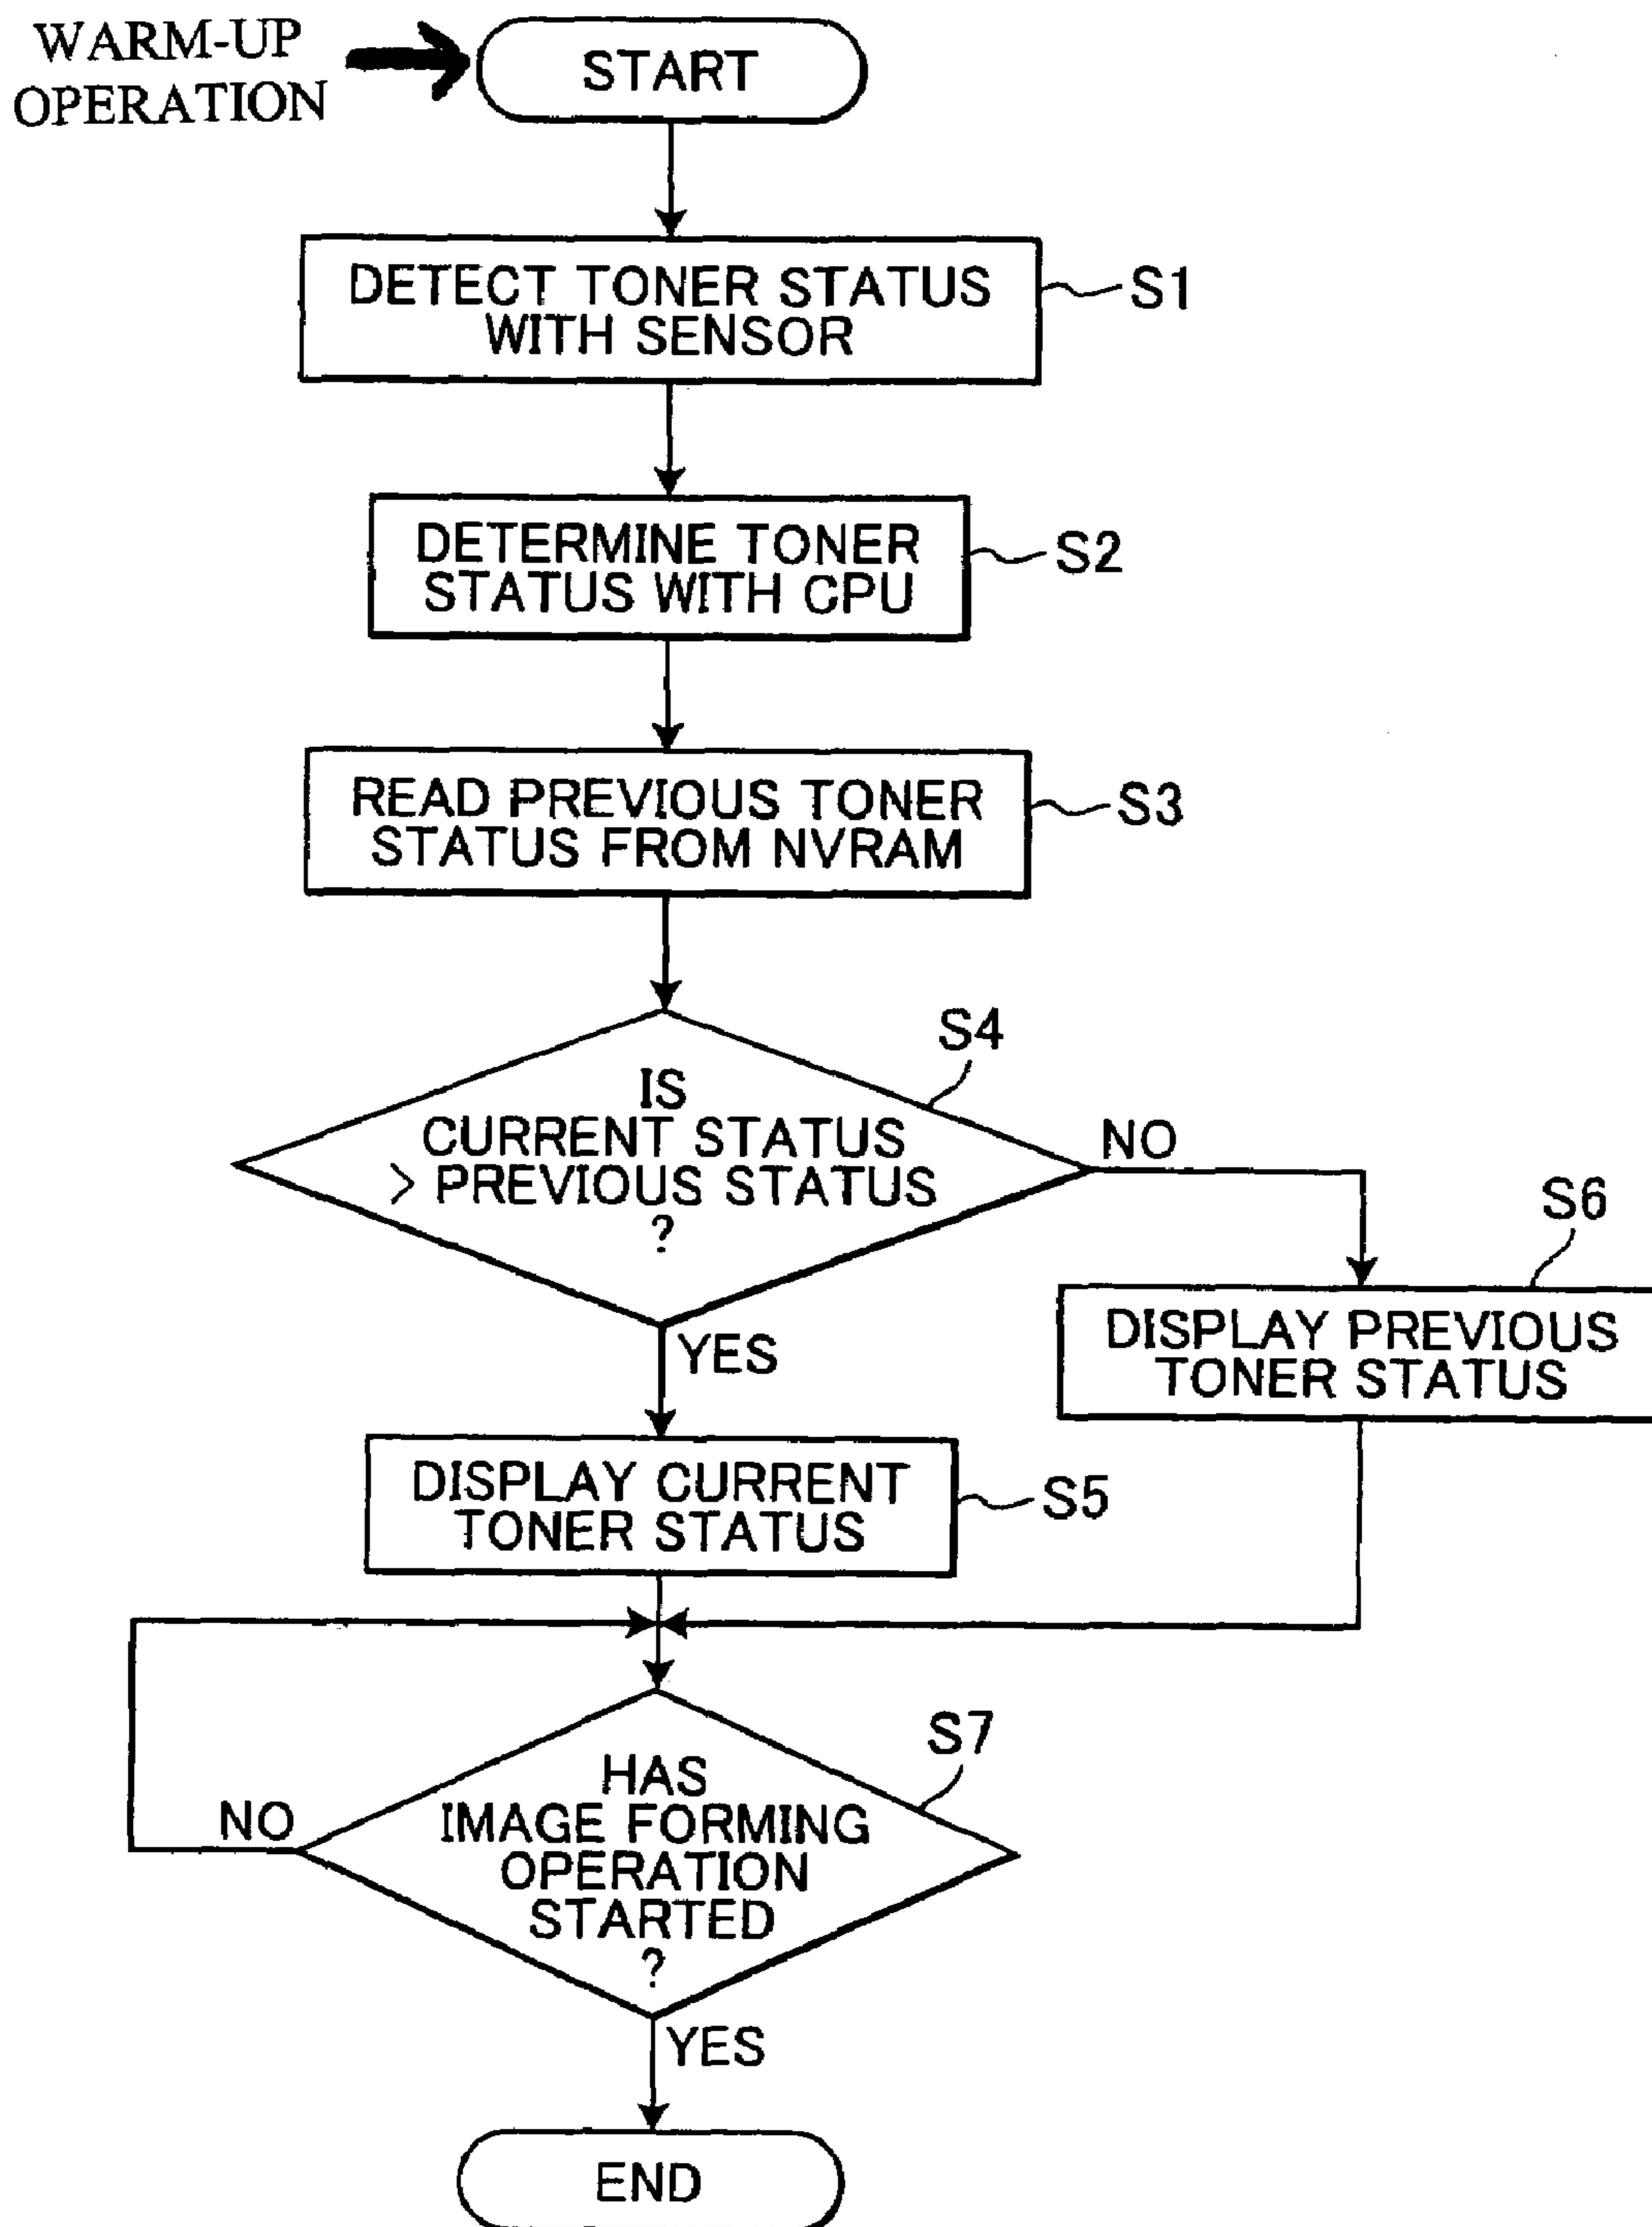 WARM-UP
OPERATION
START
DETECT TONER STATUS
WITH SENSOR
S1
DETERMINE TONER
STATUS WITH CPU
S2
READ PREVIOUS TONER
STATUS FROM NVRAM
S3
S4
IS
CURRENT STATUS
> PREVIOUS STATUS
?
NO
YES
S6
DISPLAY PREVIOUS
TONER STATUS
DISPLAY CURRENT
TONER STATUS
S5
S7
HAS
IMAGE FORMING
OPERATION
STARTED
?
NO
YES
END